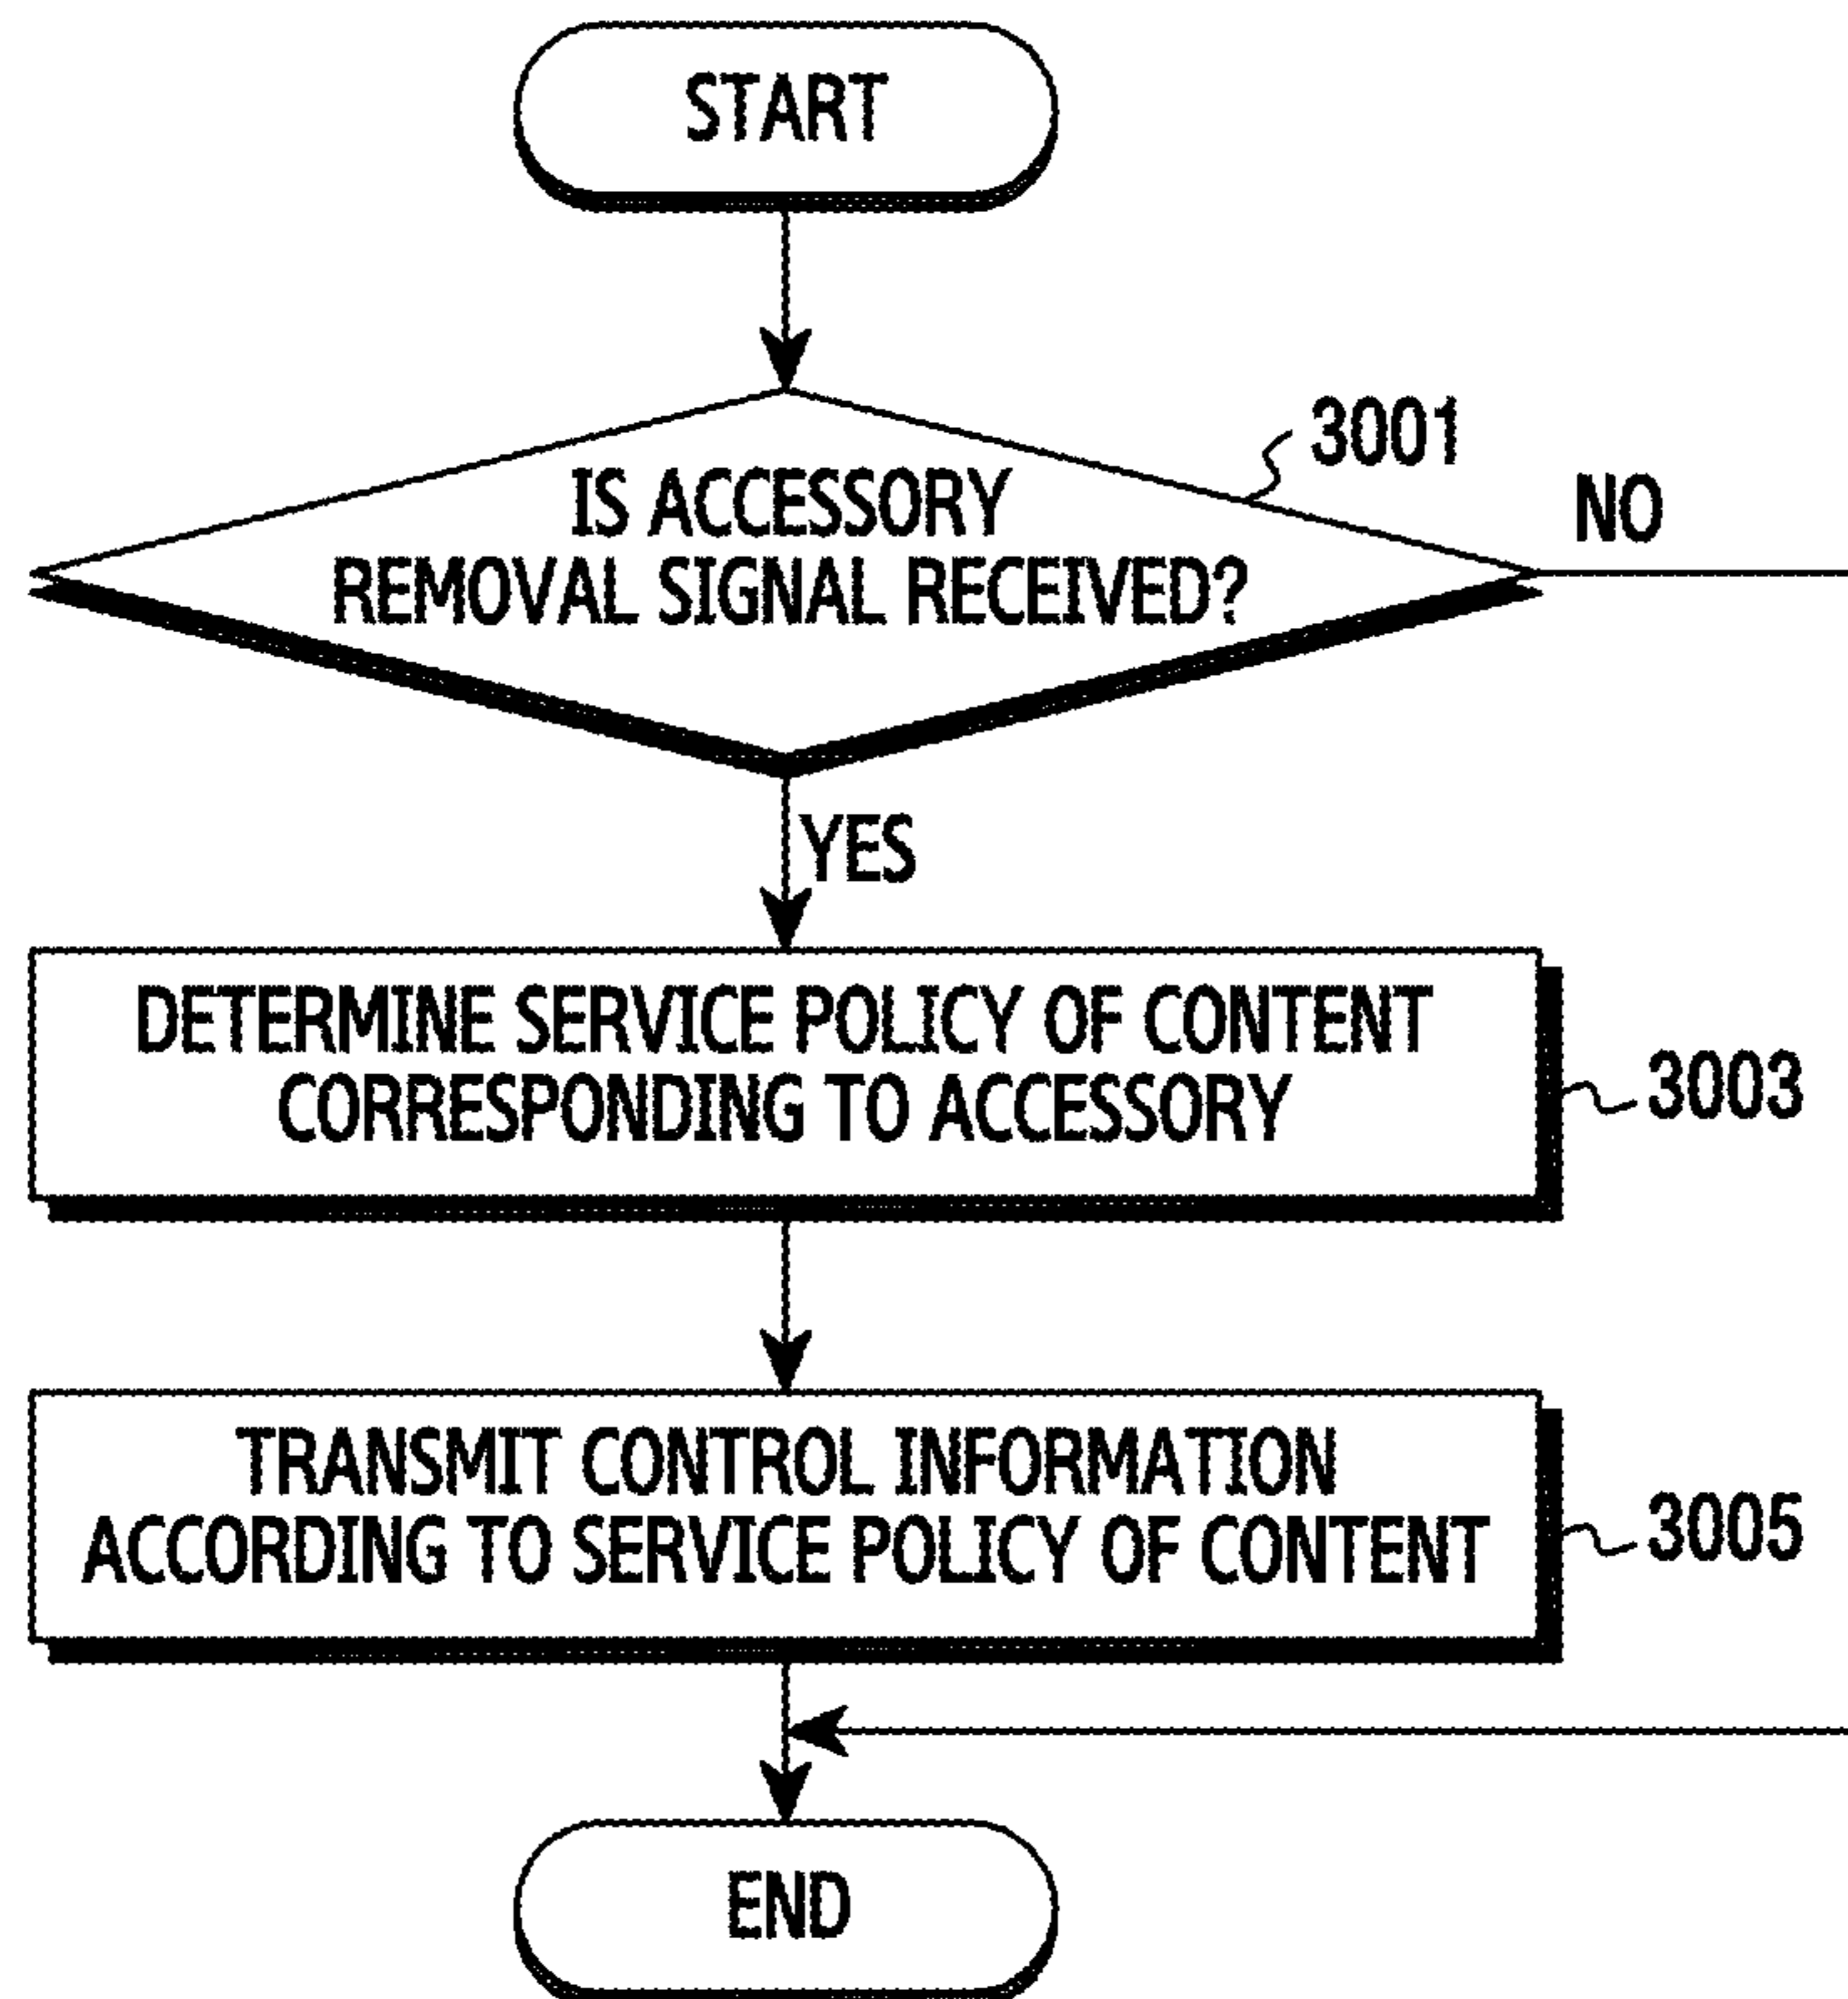 START
3001
NO
IS ACCESSORY
REMOVAL SIGNAL RECEIVED?
YES
DETERMINE SERVICE POLICY OF CONTENT
CORRESPONDING TO ACCESSORY
3003
TRANSMIT CONTROL INFORMATION
ACCORDING TO SERVICE POLICY OF CONTENT
3005
END